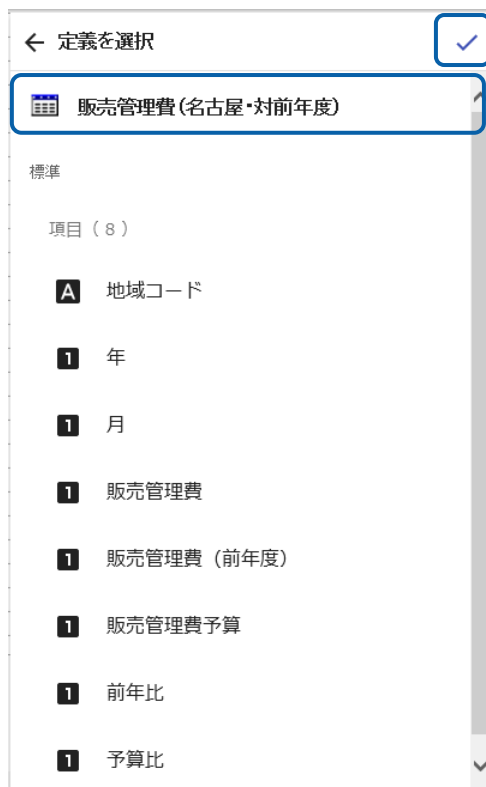 定義を選択
販売管理費(名古屋・対前年度)
標準
項目(8)
A 地域コード
1 年
1 月
1 販売管理費
1 販売管理費（前年度）
1 販売管理費予算
1 前年比
1 予算比